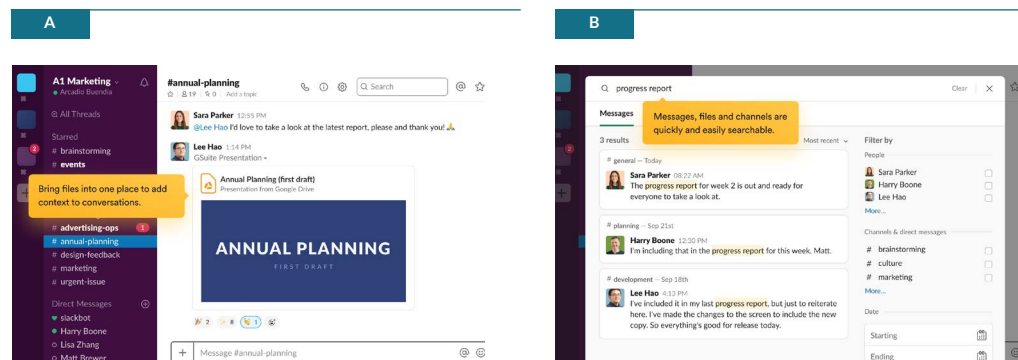 A
A1 Marketing
Arcadio Buendia
All Threads
Starred
# brainstorming
# events
Bring files into one place to add
context to conversations.
# advertising-ops 1
# annual-planning
# design-feedback
# marketing
# urgent-issue
Direct Messages
slackbot
Harry Boone
Lisa Zhang
Matt Brewer
2
#annual-planning
19 0 Add a topic
Search
Sara Parker 12:55 PM
@Lee Hao I'd love to take a look at the latest report, please and thank you!
Lee Hao 1:14 PM
GSuite Presentation
Annual Planning (first draft)
Presentation from Google Drive
ANNUAL PLANNING
FIRST DRAFT
2 8 1
Message #annual-planning
B
progress report
Clear
Messages
Messages, files and channels are
quickly and easily searchable.
3 results
Most recent
# general – Today
Sara Parker 08:22 AM
The progress report for week 2 is out and ready for
everyone to take a look at.
# planning – Sep 21st
Harry Boone 12:30 PM
I'm including that in the progress report for this week, Matt.
# development – Sep 18th
Lee Hao 4:13 PM
I've included it in my last progress report, but just to reiterate
here. I've made the changes to the screen to include the new
copy. So everything's good for release today.
Filter by
People
Sara Parker
Harry Boone
Lee Hao
More...
Channels & direct messages
# brainstorming
# culture
# marketing
More...
Date
Starting
Ending